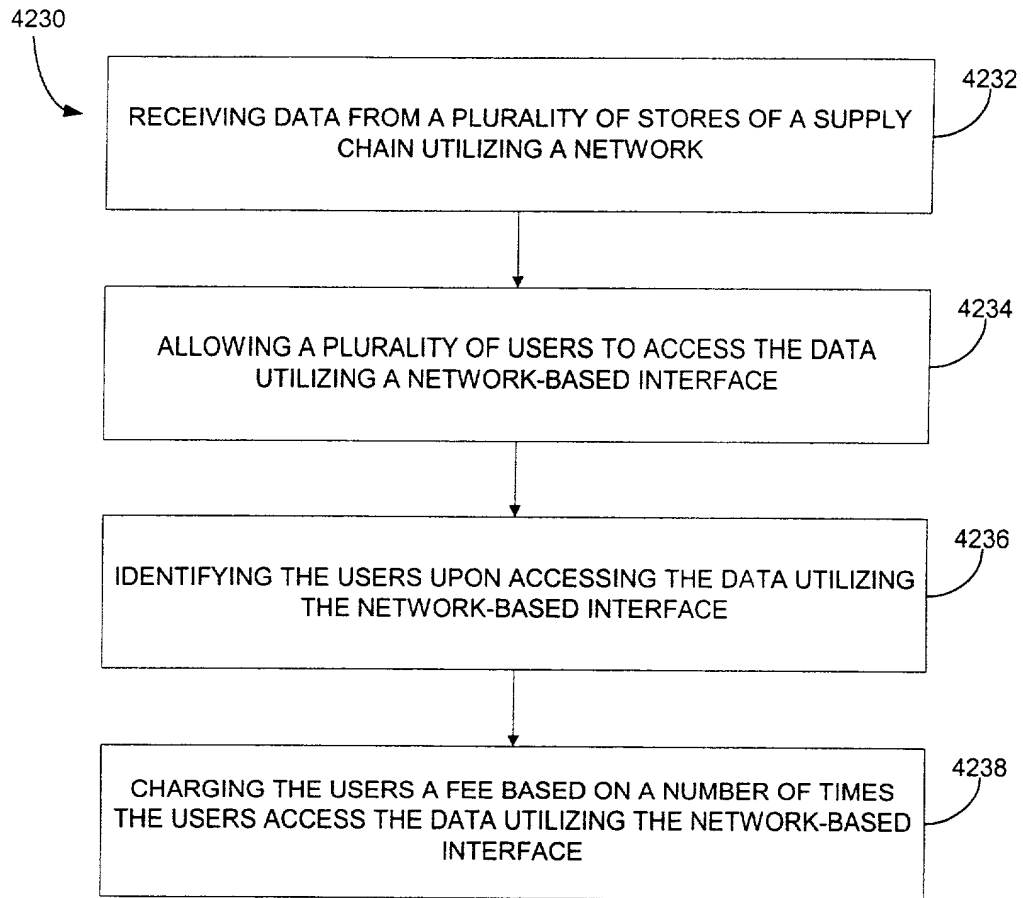 4230
4232
RECEIVING DATA FROM A PLURALITY OF STORES OF A SUPPLY
CHAIN UTILIZING A NETWORK
4234
ALLOWING A PLURALITY OF USERS TO ACCESS THE DATA
UTILIZING A NETWORK-BASED INTERFACE
4236
IDENTIFYING THE USERS UPON ACCESSING THE DATA UTILIZING
THE NETWORK-BASED INTERFACE
4238
CHARGING THE USERS A FEE BASED ON A NUMBER OF TIMES
THE USERS ACCESS THE DATA UTILIZING THE NETWORK-BASED
INTERFACE